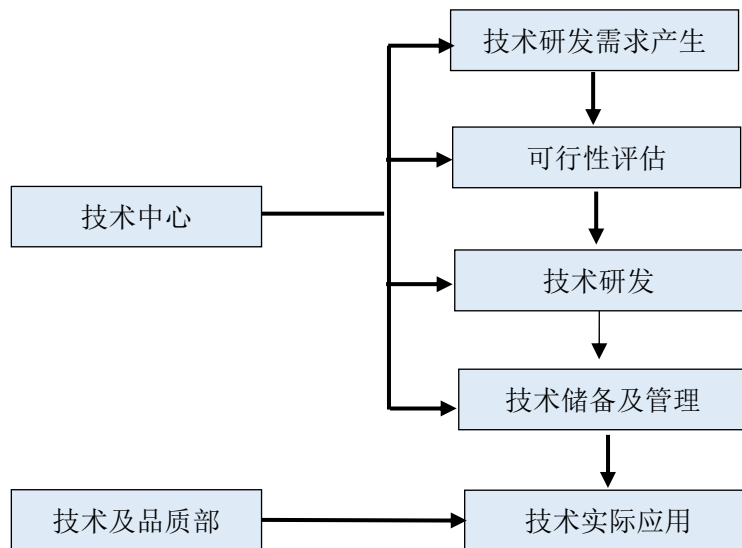 技术研发需求产生
可行性评估
技术中心
技术研发
技术储备及管理
技术及品质部
技术实际应用